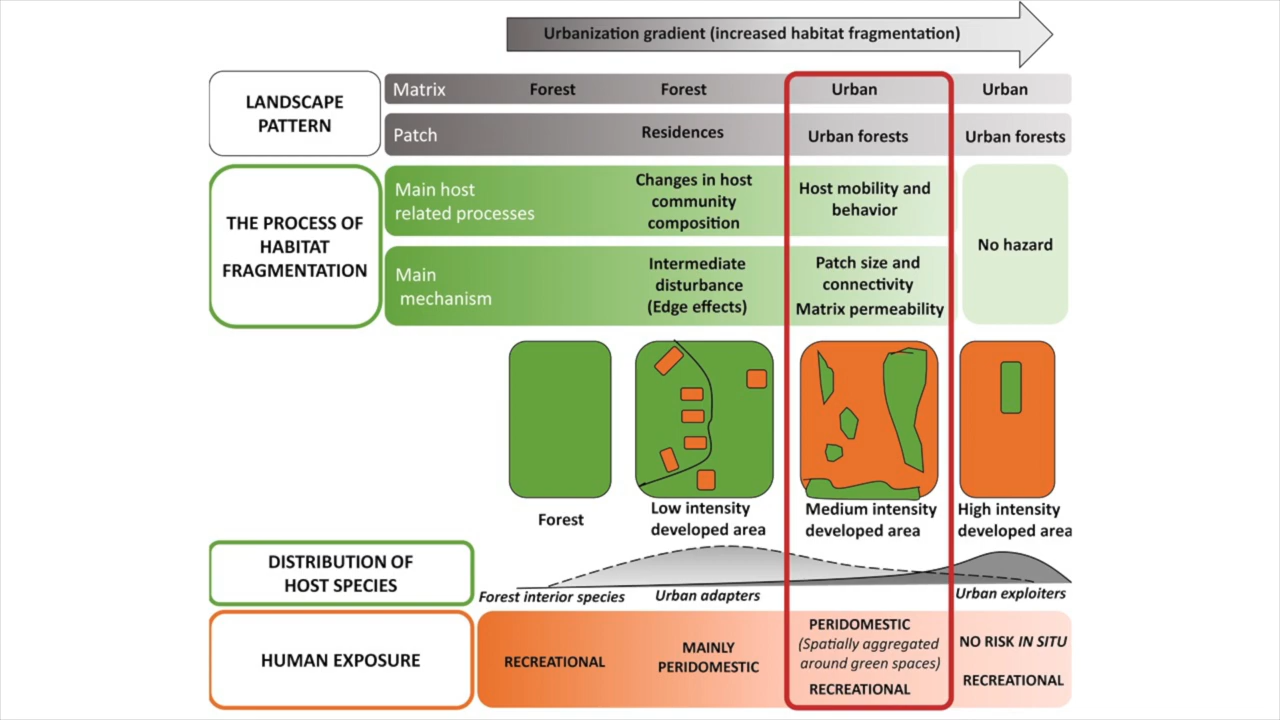 Urbanization gradient (increased habitat fragmentation)
LANDSCAPE
PATTERN
Matrix
Forest
Forest
Urban
Urban
Patch
Residences
Urban forests
Urban forests
THE PROCESS OF
HABITAT
FRAGMENTATION
Main host
related processes
Changes in host
community
composition
Host mobility and
behavior
No hazard
Main
mechanism
Intermediate
disturbance
(Edge effects)
Patch size and
connectivity
Matrix permeability
Forest
Low intensity
developed area
Medium intensity
developed area
High intensity
developed area
DISTRIBUTION OF
HOST SPECIES
Forest interior species
Urban adapters
Urban exploiters
HUMAN EXPOSURE
RECREATIONAL
MAINLY
PERIDOMESTIC
PERIDOMESTIC
(Spatially aggregated
around green spaces)
RECREATIONAL
NO RISK IN SITU
RECREATIONAL